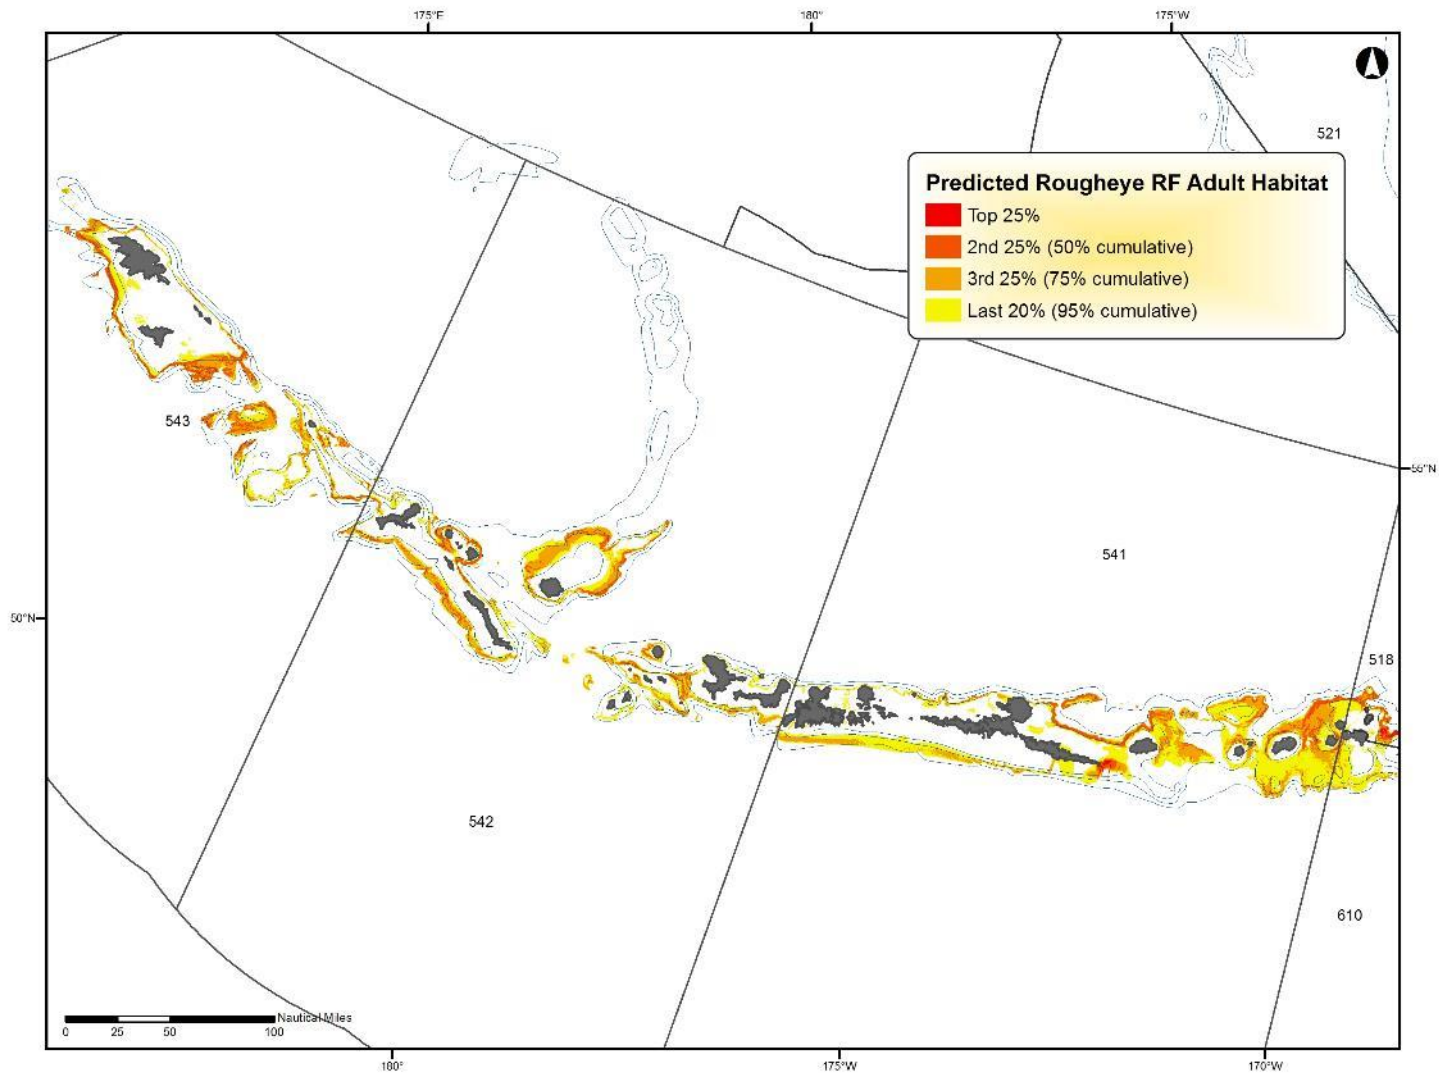 175°E
180°
175°W
521
Predicted Rougheye RF Adult Habitat
Top 25%
2nd 25% (50% cumulative)
3rd 25% (75% cumulative)
Last 20% (95% cumulative)
543
55°N
541
50°N
518
542
610
Nautical Miles
0 25 50 100
180°
175°W
170°W